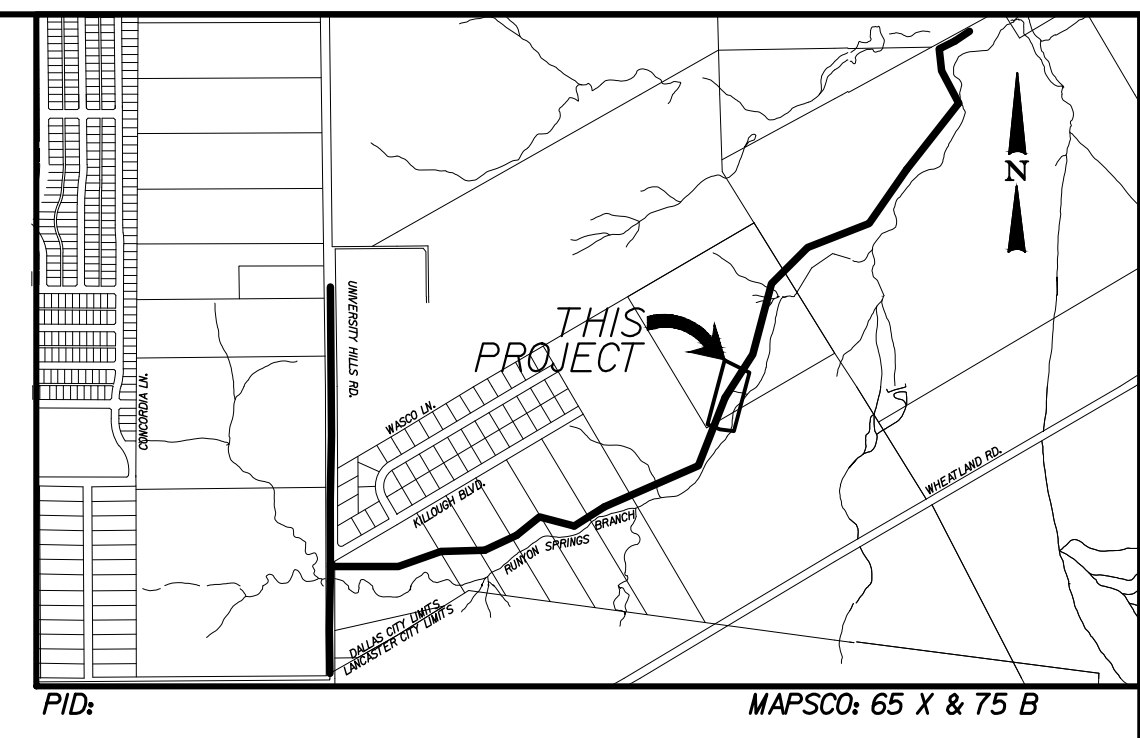 N
UNIVERSITY HILLS RD.
THIS
PROJECT
CONCORDIA LN.
WASCO LN.
KILLOUGH BLVD.
WHEATLAND RD.
RUNYON SPRINGS BRANCH
DALLAS CITY LIMITS
LANCASTER CITY LIMITS
PID:
MAPSCO: 65 X & 75 B